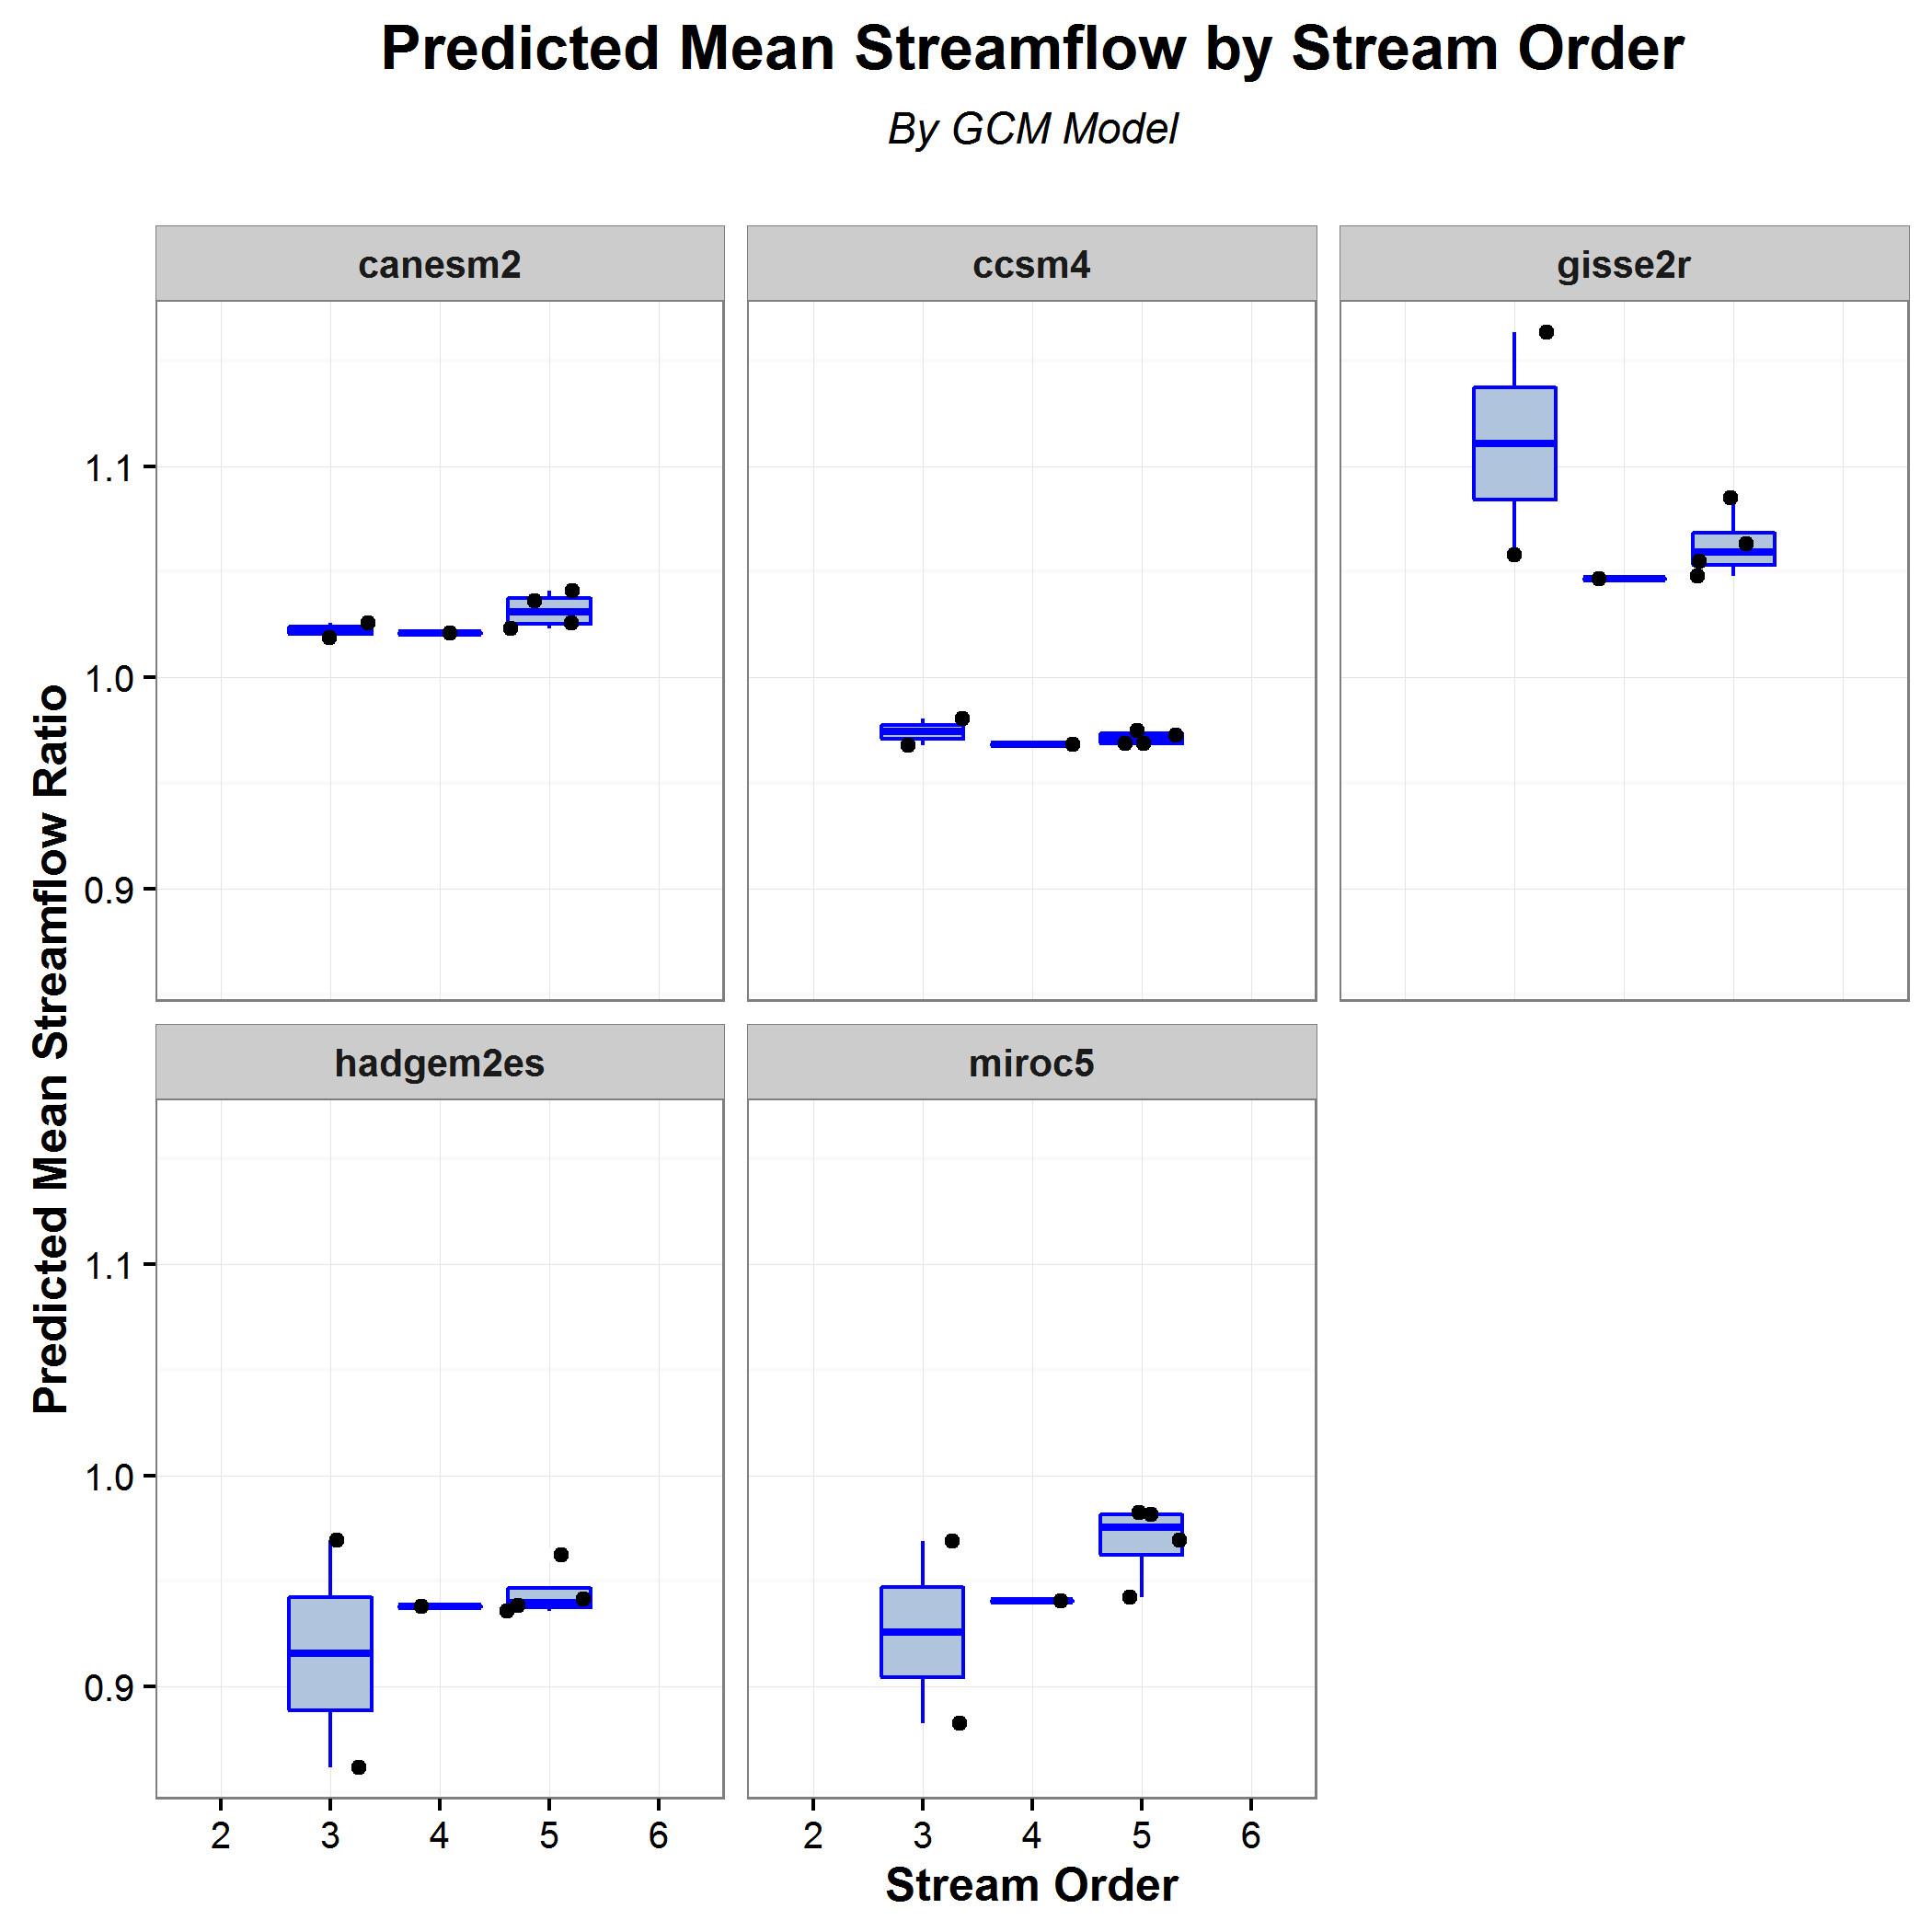 Predicted Mean Streamflow by Stream Order
By GCM Model
canesm2
ccsm4
gisse2r
1.1
1.0
0.9
Predicted Mean Streamflow Ratio
hadgem2es
miroc5
1.1
1.0
0.9
2 3 4 5 6
2 3 4 5 6
Stream Order